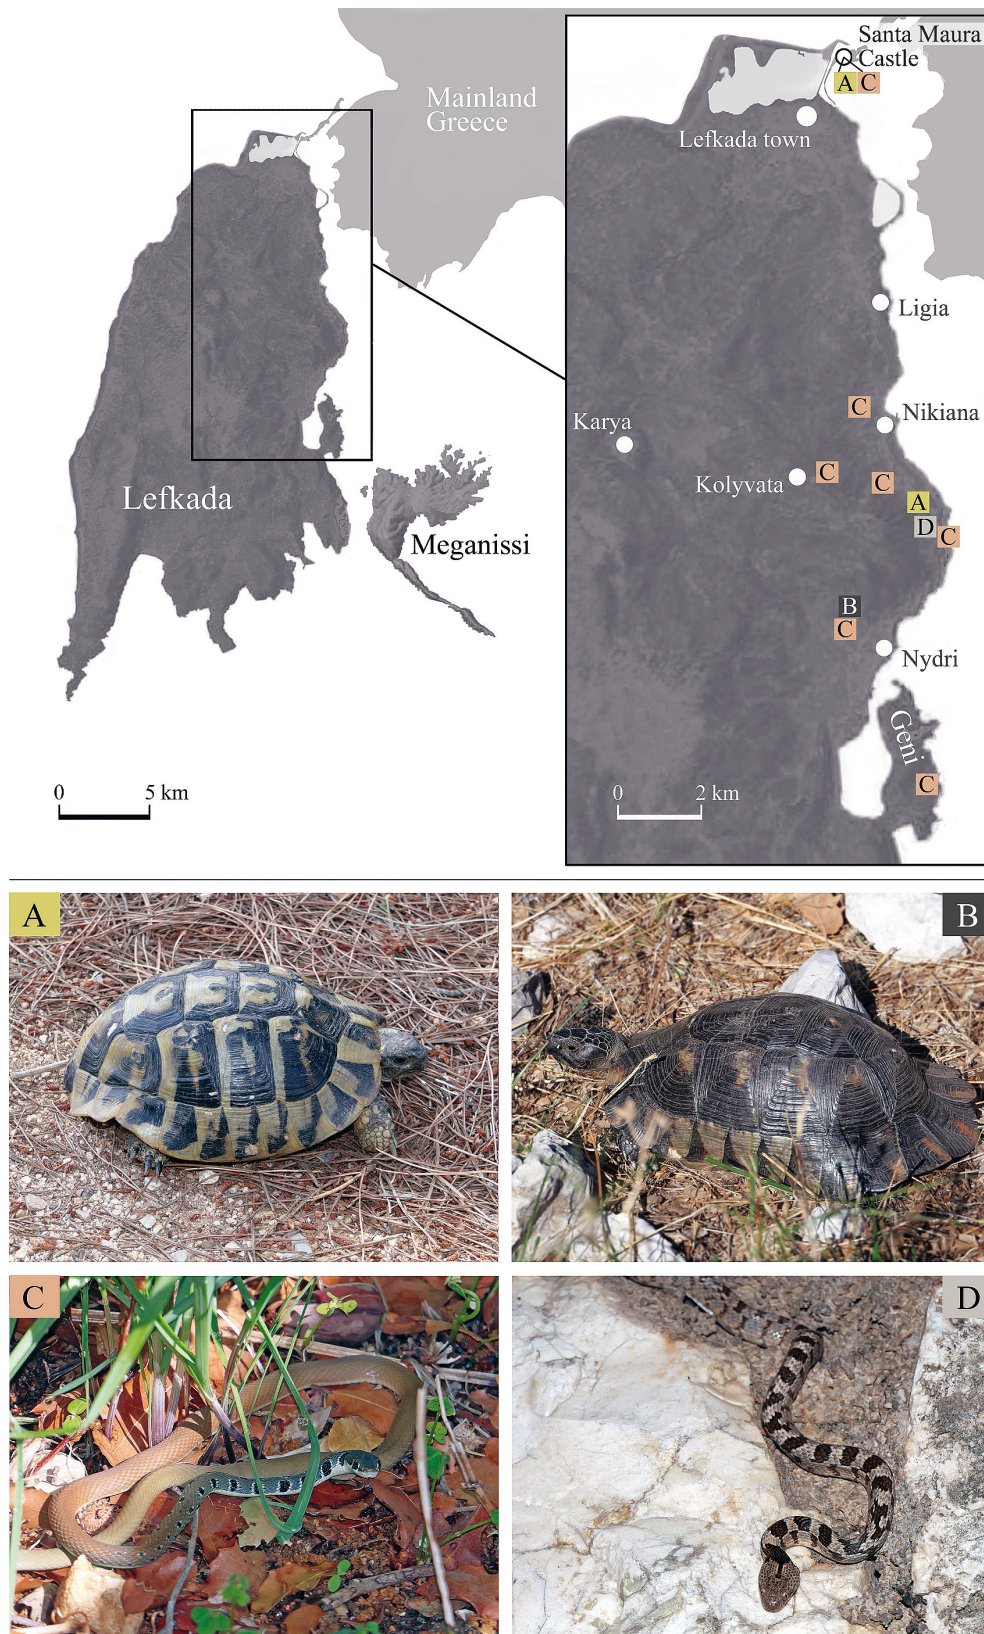 Mainland
Greece
Lefkada
Meganissi
0 5 km
Santa Maura
Castle
A C
Lefkada town
Ligia
C
Nikiana
Karya
Kolyvata
C
C
A
D
C
B
C
Nydri
Geni
C
0 2 km
A
B
C
D